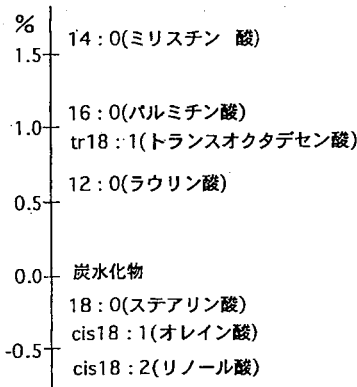 %
14:0(ミリスチン 酸)
1.5
16:0(パルミチン酸)
1.0
tr18:1(トランスオクタデセン酸)
12:0(ラウリン酸)
0.5
0.0 炭水化物
18:0(ステアリン酸)
cis18:1(オレイン酸)
-0.5
cis18:2(リノール酸)